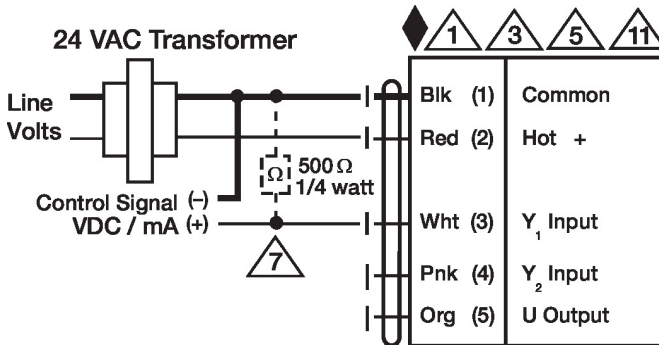 1 3 5 11
24 VAC Transformer
Line
Volts
Blk (1) Common
Red (2) Hot +
Ω 500 Ω
1/4 watt
Control Signal (-)
VDC / mA (+)
Wht (3) Y₁ Input
7
Pnk (4) Y₂ Input
Org (5) U Output